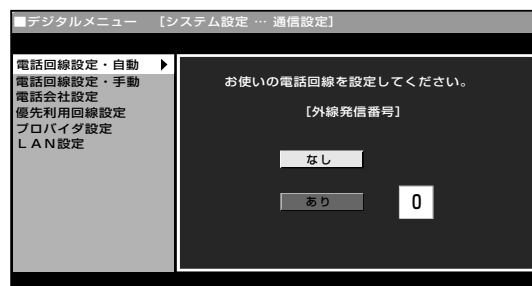 ■デジタルメニュー　[システム設定 … 通信設定]
電話回線設定・自動 ▶
電話回線設定・手動
電話会社設定
優先利用回線設定
プロバイダ設定
ＬＡＮ設定
お使いの電話回線を設定してください。
[外線発信番号]
なし
あり 0